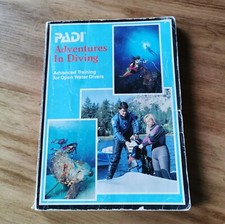 PADI
Adventures
In Diving
Advanced Training
for Open Water Divers